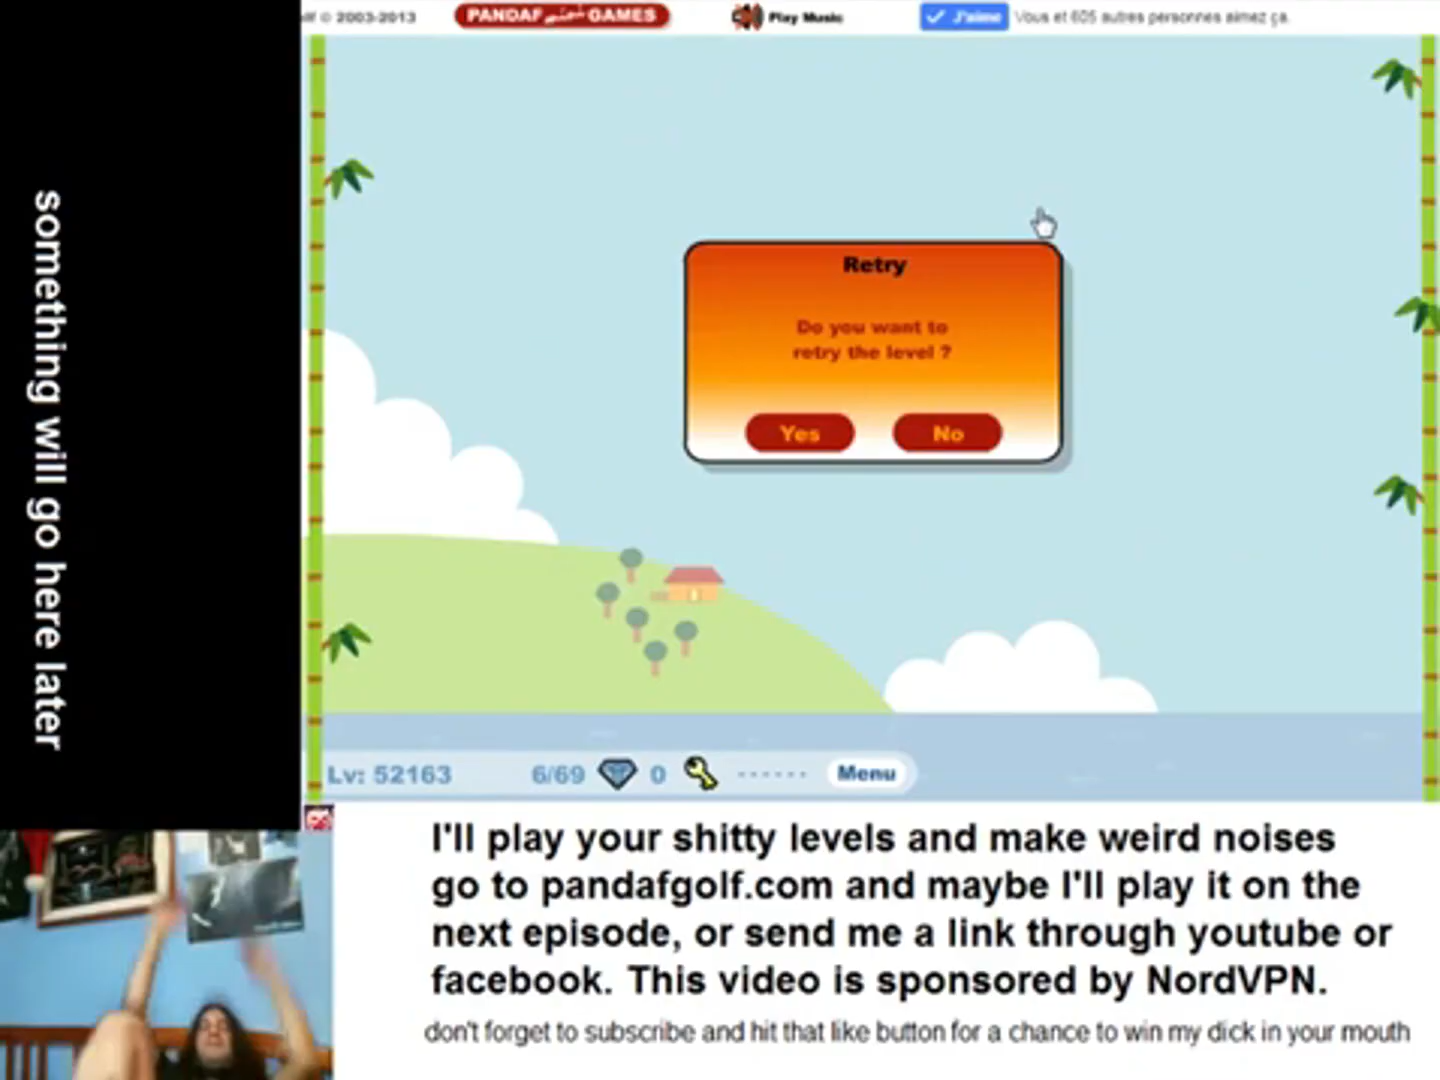 lf © 2003-2013
PANDAF GAMES
Play Music
J'aime
Vous et 605 autres personnes aimez ça.
something will go here later
Retry
Do you want to
retry the level ?
Yes
No
Lv: 52163
6/69
0
------
Menu
I'll play your shitty levels and make weird noises
go to pandafgolf.com and maybe I'll play it on the
next episode, or send me a link through youtube or
facebook. This video is sponsored by NordVPN.
don't forget to subscribe and hit that like button for a chance to win my dick in your mouth